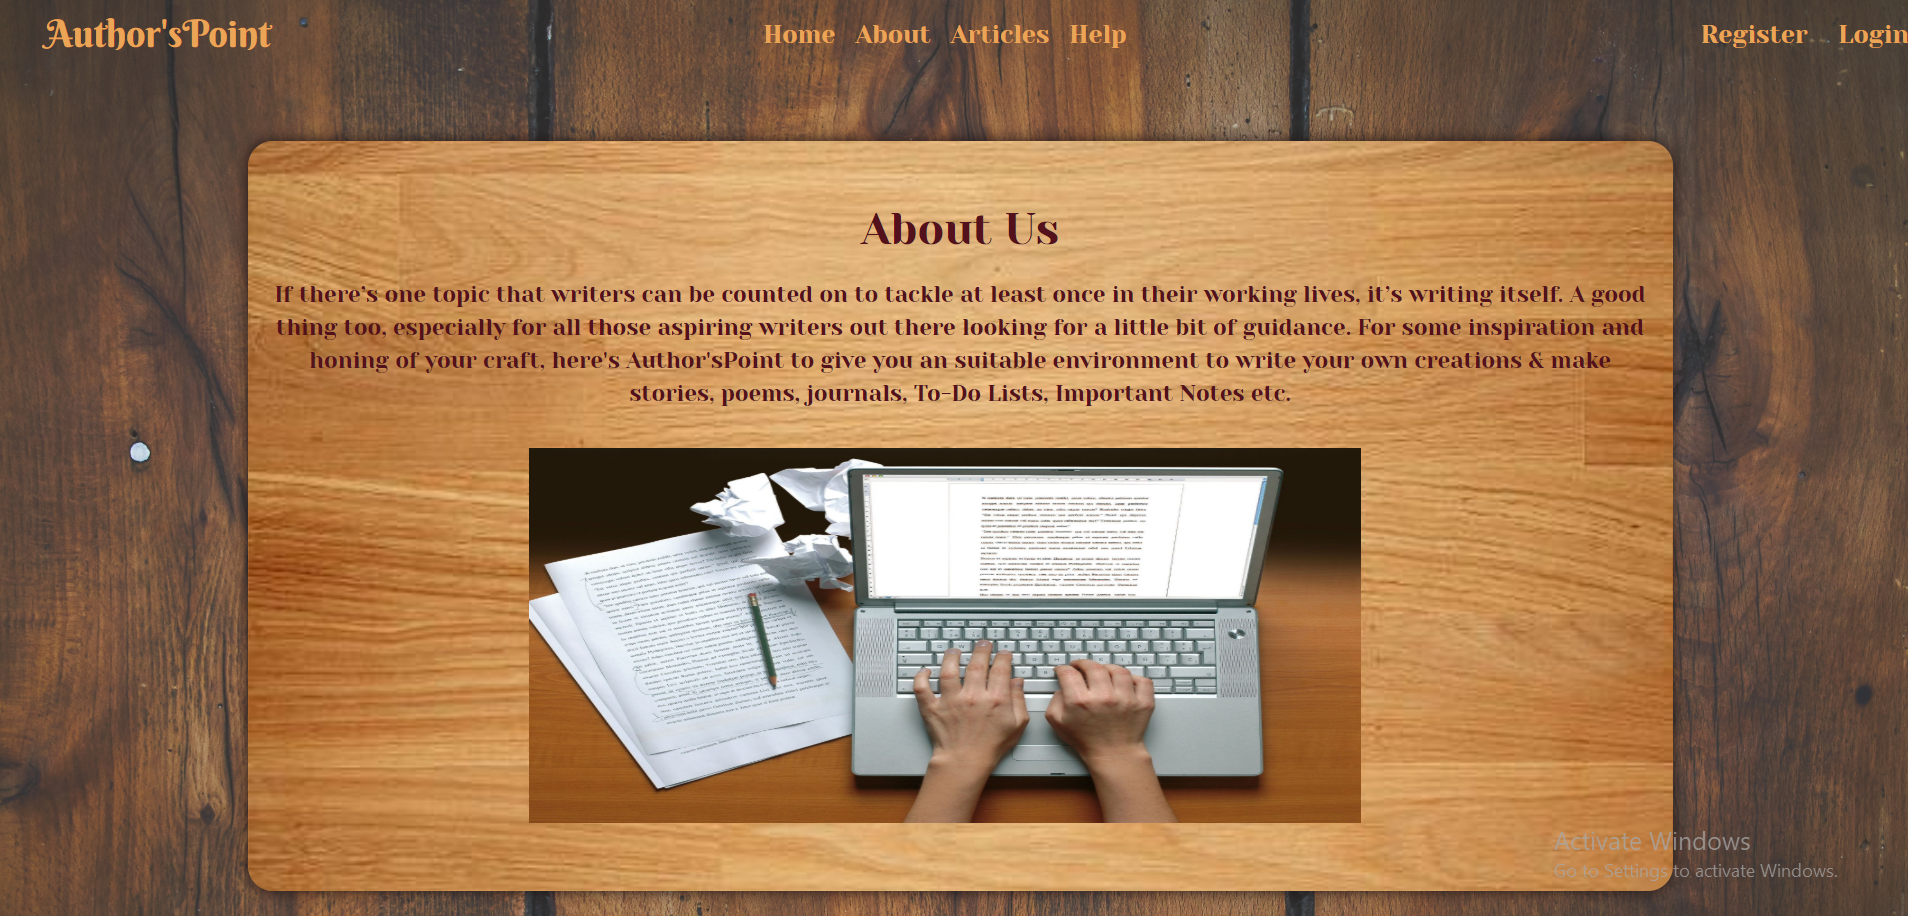 Author'sPoint
Home About Articles Help
Register Login
About Us
If there’s one topic that writers can be counted on to tackle at least once in their working lives, it’s writing itself. A good
thing too, especially for all those aspiring writers out there looking for a little bit of guidance. For some inspiration and
honing of your craft, here's Author'sPoint to give you an suitable environment to write your own creations & make
stories, poems, journals, To-Do Lists, Important Notes etc.
Activate Windows
Go to Settings to activate Windows.